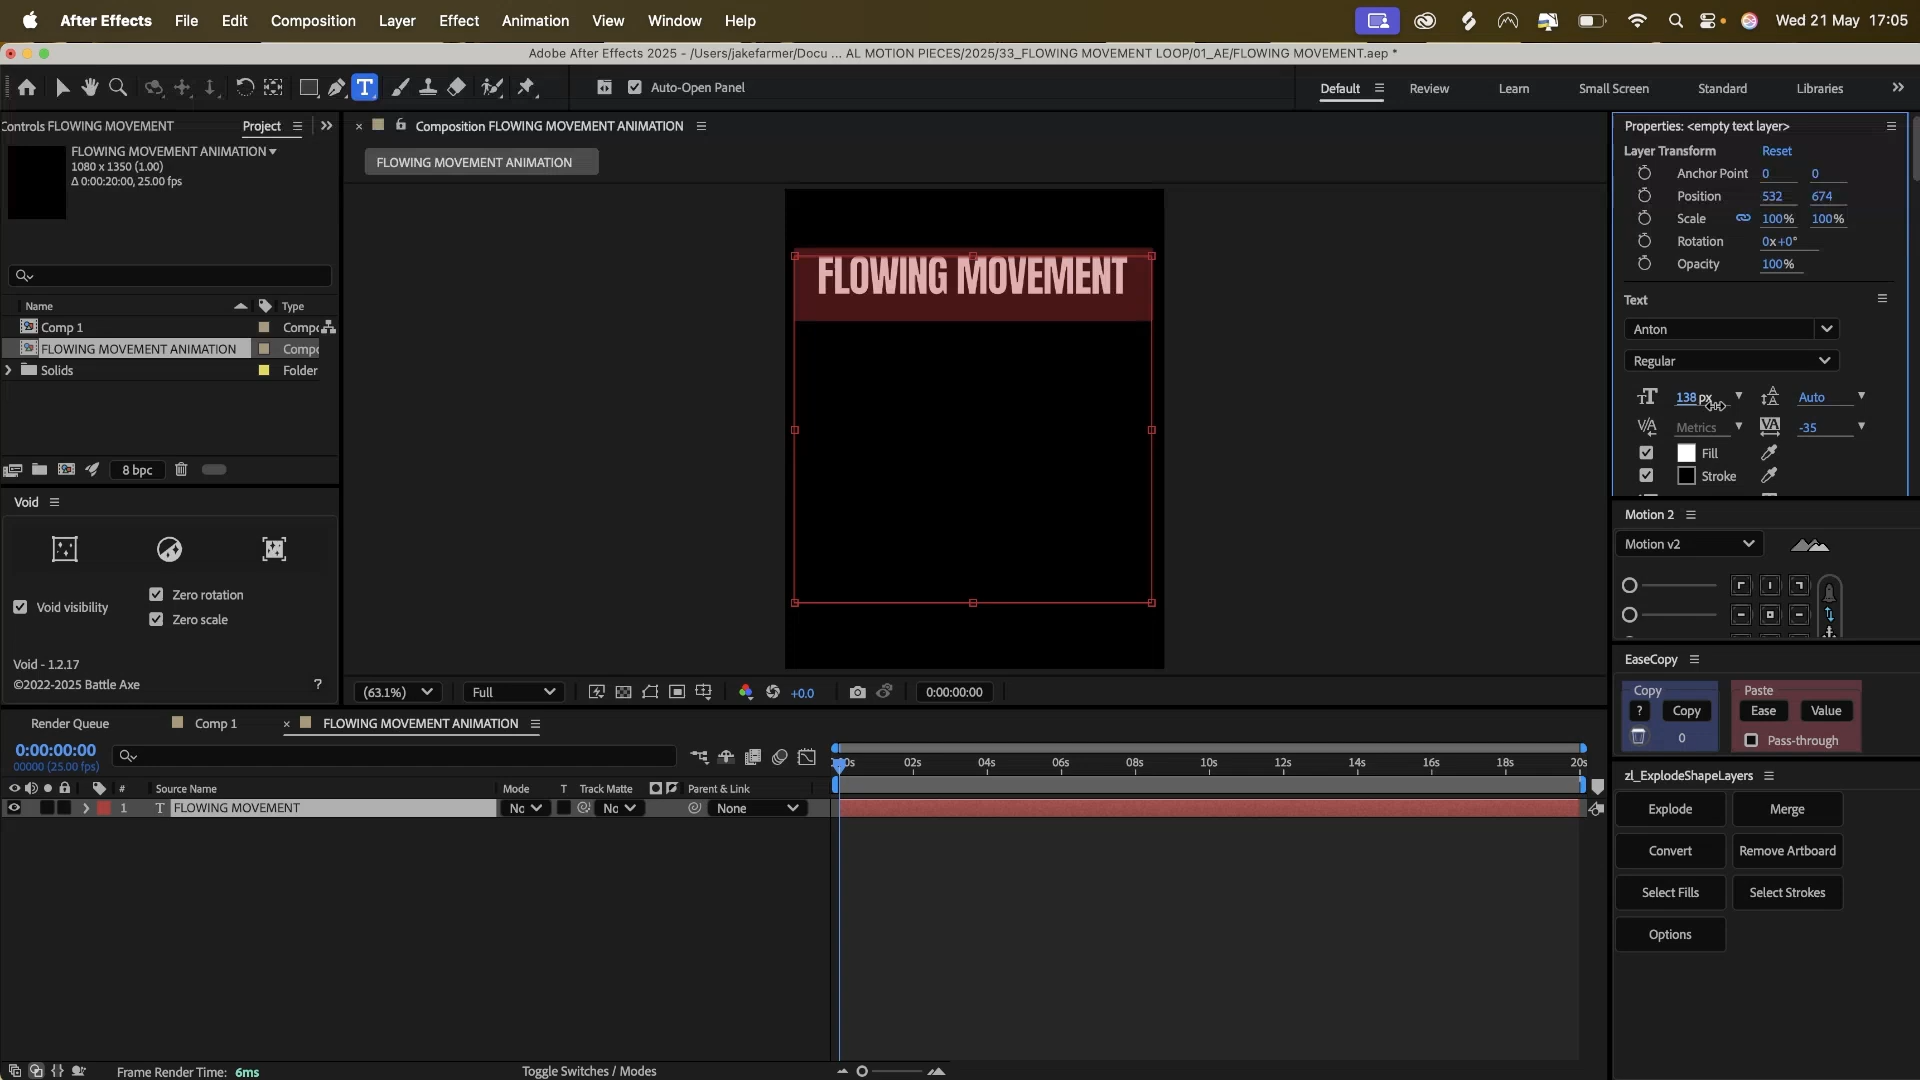 After Effects File Edit Composition Layer Effect Animation View Window Help Wed 21 May 17:05
Adobe After Effects 2025 - /Users/jakefarmer/Docu ... AL MOTION PIECES/2025/33_FLOWING MOVEMENT LOOP/01_AE/FLOWING MOVEMENT.aep *
T Auto-Open Panel Default Review Learn Small Screen Standard Libraries
Controls FLOWING MOVEMENT Project
Composition FLOWING MOVEMENT ANIMATION
FLOWING MOVEMENT ANIMATION
1080 x 1350 (1.00)
Δ 0:00:20:00, 25.00 fps
FLOWING MOVEMENT ANIMATION
Name Type
Comp 1 Compo
FLOWING MOVEMENT ANIMATION Compo
Solids Folder
8 bpc
Void
Void visibility
Zero rotation
Zero scale
Void - 1.2.17
©2022-2025 Battle Axe ?
FLOWING MOVEMENT
(63.1%) Full +0.0 0:00:00:00
Properties: <empty text layer>
Layer Transform Reset
Anchor Point 0 0
Position 532 674
Scale 100% 100%
Rotation 0x+0°
Opacity 100%
Text
Anton
Regular
138 px Auto
Metrics -35
Fill
Stroke
Motion 2
Motion v2
EaseCopy
Copy Paste
? Copy Ease Value
0 Pass-through
zl_ExplodeShapeLayers
Explode Merge
Convert Remove Artboard
Select Fills Select Strokes
Options
Render Queue Comp 1 × FLOWING MOVEMENT ANIMATION
0:00:00:00
00000 (25.00 fps)
02s 04s 06s 08s 10s 12s 14s 16s 18s 20s
# Source Name Mode T Track Matte Parent & Link
1 T FLOWING MOVEMENT Nc Nc None
Frame Render Time: 6ms Toggle Switches / Modes